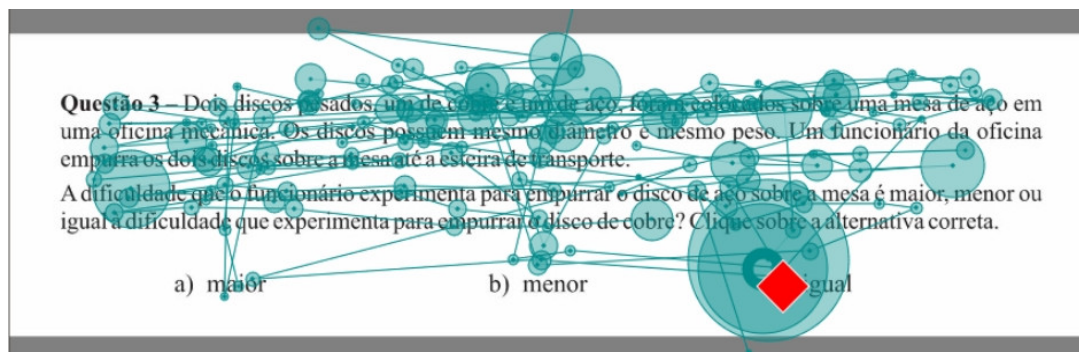 Questão 3 – Dois discos pesados, um de cobre e um de aço, foram colocados sobre uma mesa de aço em
uma oficina mecânica. Os discos possuem mesmo diâmetro e mesmo peso. Um funcionário da oficina
empurra os dois discos sobre a mesa até a esteira de transporte.
A dificuldade que o funcionário experimenta para empurrar o disco de aço sobre a mesa é maior, menor ou
igual a dificuldade que experimenta para empurrar o disco de cobre? Clique sobre a alternativa correta.
a) maior b) menor igual